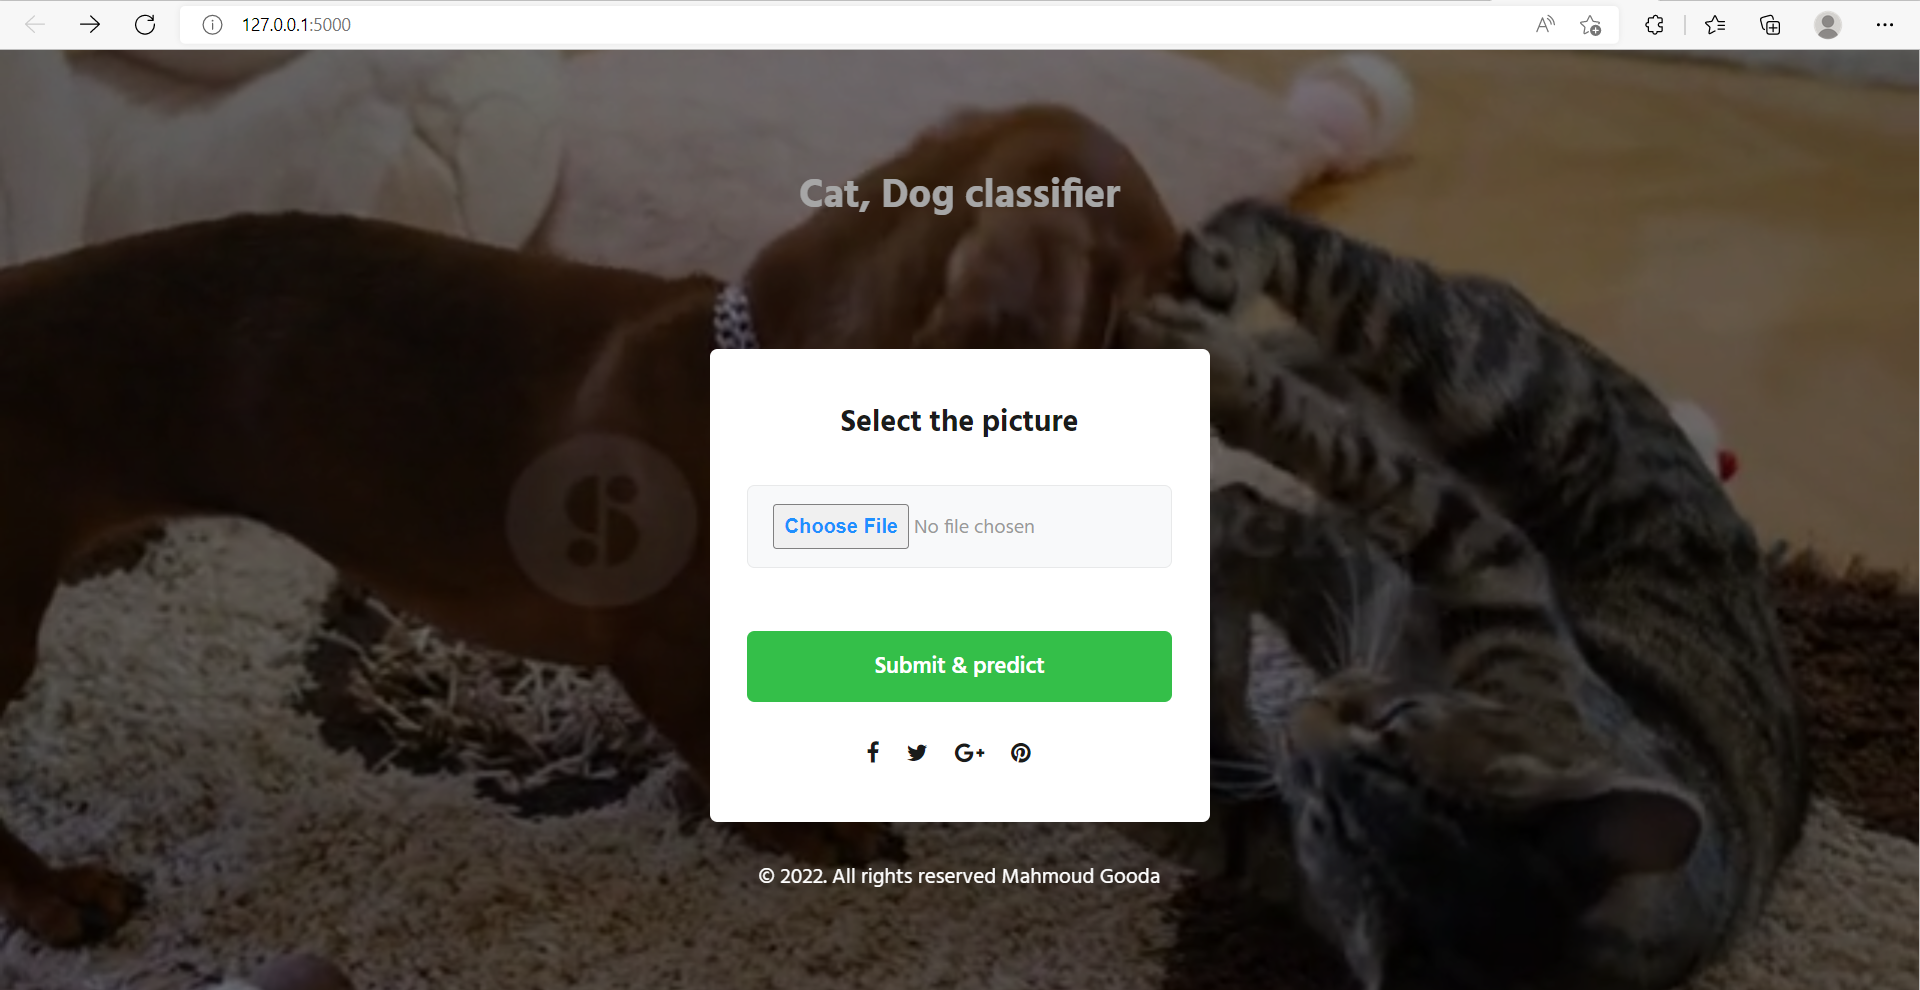 127.0.0.1:5000
Cat, Dog classifier
Select the picture
Choose File No file chosen
Submit & predict
© 2022. All rights reserved Mahmoud Gooda